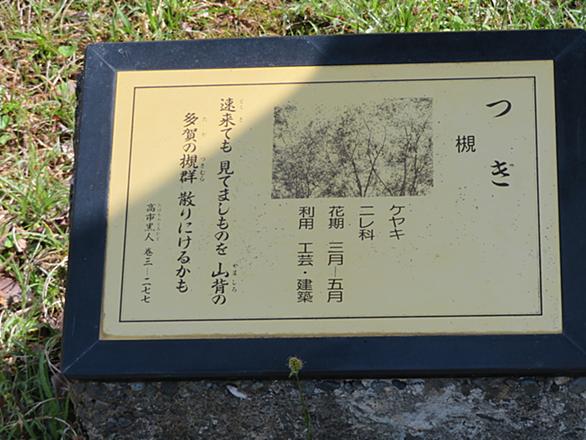 つき
槻
ケヤキ
ニレ科
花期 三月―五月
利用 工芸・建築
速来ても 見てましものを 山背の
多賀の槻群 散りにけるかも
高市黒人 巻三―二七七